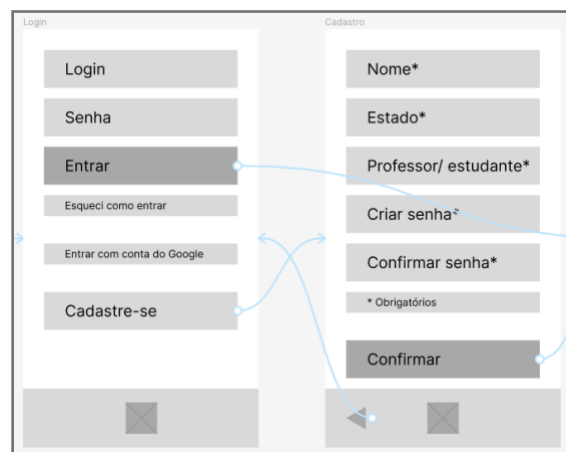 Login
Login
Senha
Entrar
Esqueci como entrar
Entrar com conta do Google
Cadastre-se
Cadastro
Nome*
Estado*
Professor/ estudante*
Criar senha*
Confirmar senha*
* Obrigatórios
Confirmar